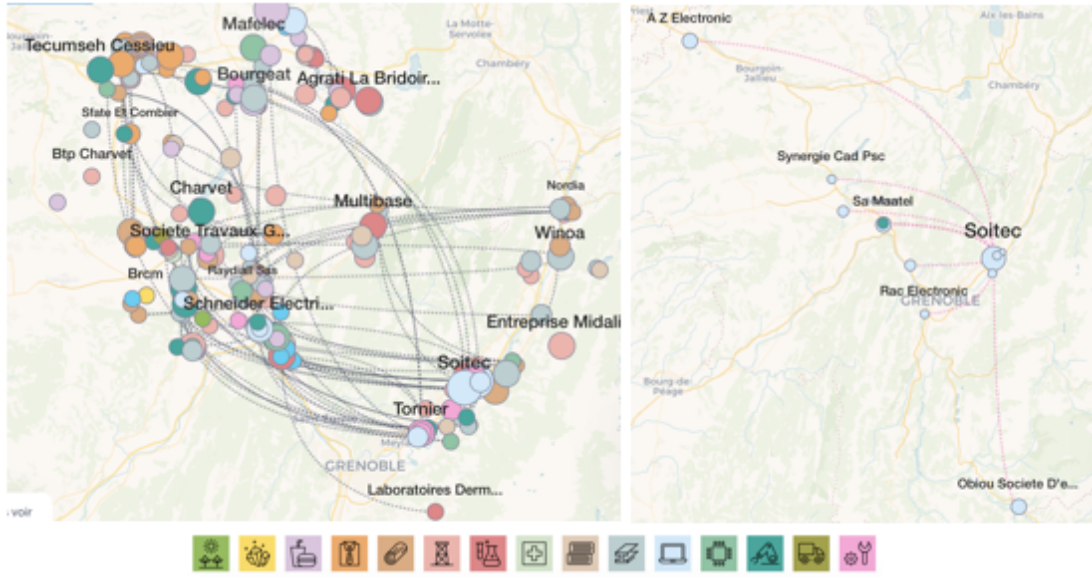 Mafelec
La Motte-
Servolex
Tecumseh Cessieu
Jallieu
Bourgeat
Agrati La Bridoir...
Chambéry
Sfate Et Combier
Btp Charvet
Charvet
Multibase
Nordia
Societe Travaux G...
Winoa
Brcm
Raydiall Sas
Schneider Electri...
Entreprise Midali
Soitec
Tornier
GRENOBLE
Laboratoires Derm...
voir
A Z Electronic
Aix-les-Bains
Bourgoin-
Jallieu
Chambéry
Synergie Cad Psc
Sa Maatel
Soitec
Rac Electronic
GRENOBLE
Bourg-de-
Péage
Obiou Societe D'e...